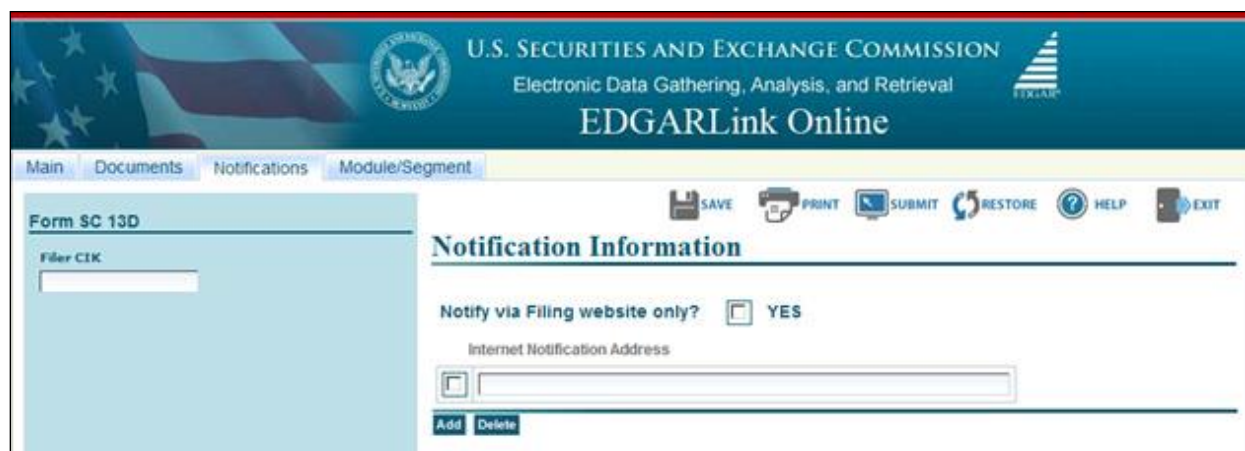 U.S. SECURITIES AND EXCHANGE COMMISSION
Electronic Data Gathering, Analysis, and Retrieval
EDGAR
EDGARLink Online
Main Documents Notifications Module/Segment
SAVE PRINT SUBMIT RESTORE HELP EXIT
Form SC 13D
Filer CIK
Notification Information
Notify via Filing website only? YES
Internet Notification Address
Add Delete